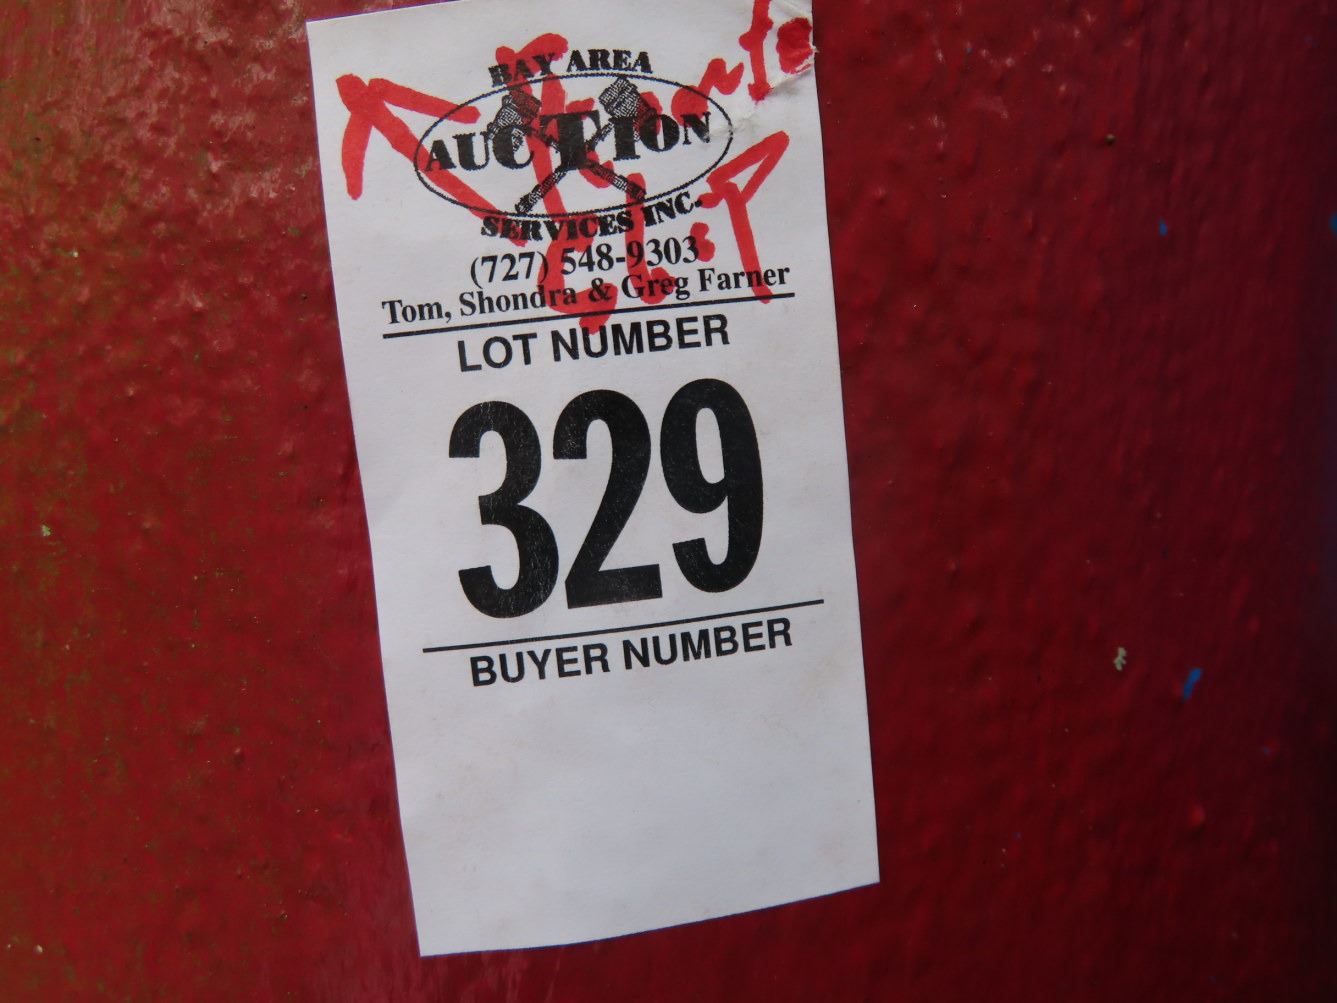 BAY AREA
AUCTION
SERVICES INC.
(727) 548-9303
Tom, Shondra & Greg Farner
LOT NUMBER
329
BUYER NUMBER